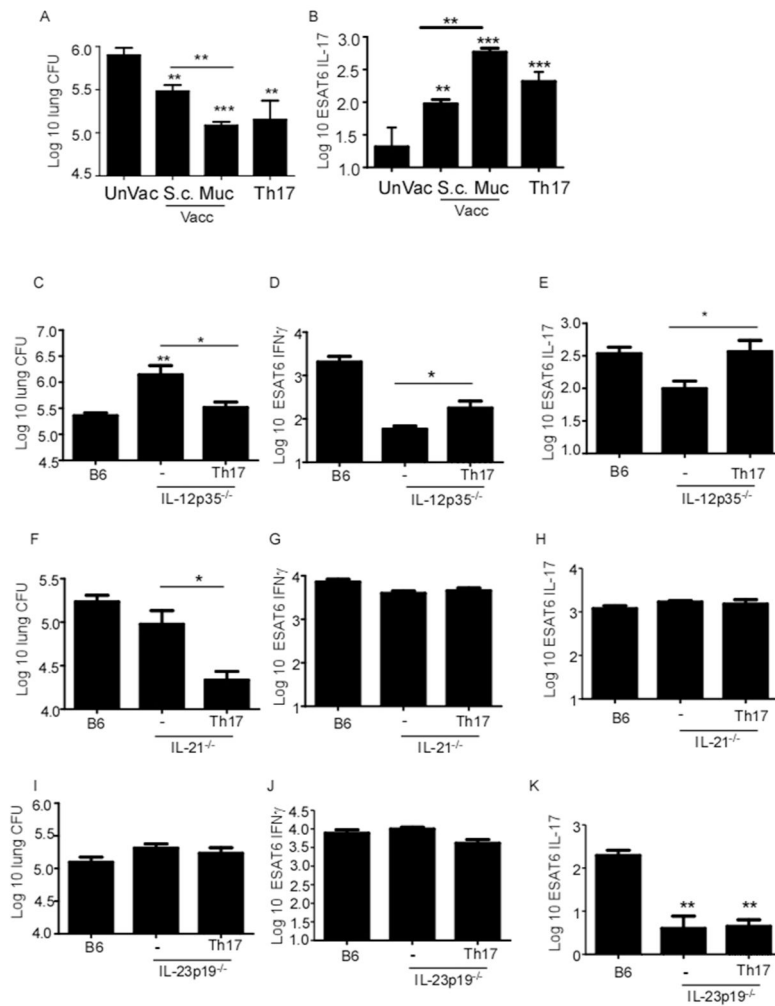 A
Log 10 lung CFU
6.0
5.5
5.0
4.5
**
**
***
**
UnVac S.c. Muc Th17
Vacc
B
Log 10 ESAT6 IL-17
3.0
2.5
2.0
1.5
1.0
**
**
***
***
UnVac S.c. Muc Th17
Vacc
C
Log 10 lung CFU
7.0
6.5
6.0
5.5
5.0
4.5
**
*
B6 - Th17
IL-12p35-/-
D
Log 10 ESAT6 IFNγ
4
3
2
1
*
B6 - Th17
IL-12p35-/-
E
Log 10 ESAT6 IL-17
3.0
2.5
2.0
1.5
1.0
*
B6 - Th17
IL-12p35-/-
F
Log 10 lung CFU
5.5
5.0
4.5
4.0
*
B6 - Th17
IL-21-/-
G
Log 10 ESAT6 IFNγ
4
3
2
1
B6 - Th17
IL-21-/-
H
Log 10 ESAT6 IL-17
4
3
2
1
B6 - Th17
IL-21-/-
I
Log 10 lung CFU
6.0
5.5
5.0
4.5
4.0
B6 - Th17
IL-23p19-/-
J
Log 10 ESAT6 IFNγ
4.5
4.0
3.5
3.0
2.5
2.0
1.5
1.0
B6 - Th17
IL-23p19-/-
K
Log 10 ESAT6 IL-17
3
2
1
0
** **
B6 - Th17
IL-23p19-/-